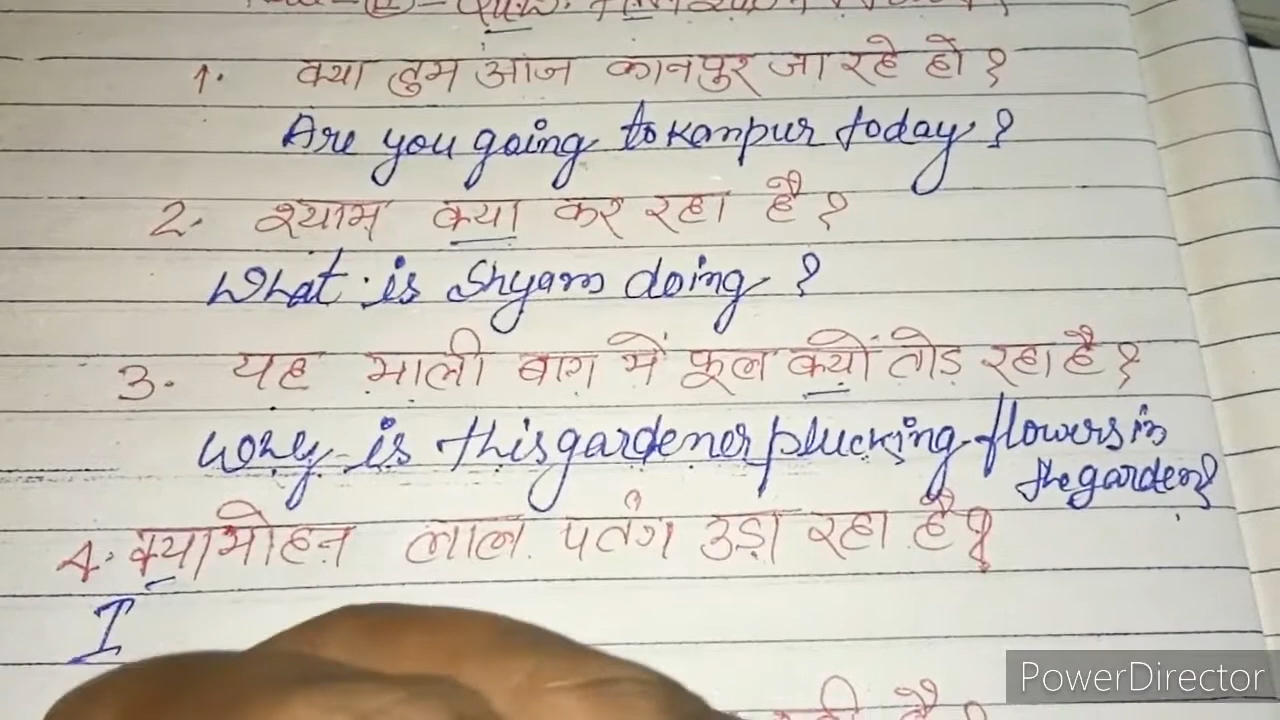 1. क्या तुम आज कानपुर जा रहे हो ?
Are you going to Kanpur today ?
2. श्याम क्या कर रहा है ?
What is Shyam doing ?
3. यह माली बाग में फूल क्यों तोड़ रहा है ?
why is this gardener plucking flowers in
the garden?
4. क्या मोहन लाल पतंग उड़ा रहा है ?
I
PowerDirector